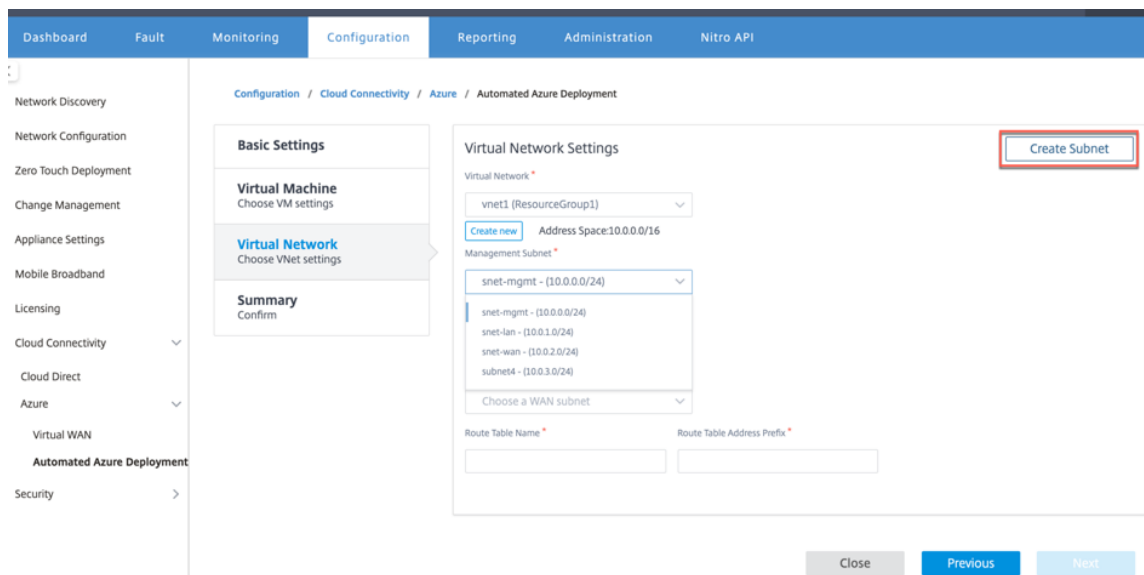 Dashboard Fault Monitoring Configuration Reporting Administration Nitro API
Network Discovery
Network Configuration
Zero Touch Deployment
Change Management
Appliance Settings
Mobile Broadband
Licensing
Cloud Connectivity
Cloud Direct
Azure
Virtual WAN
Automated Azure Deployment
Security
Configuration / Cloud Connectivity / Azure / Automated Azure Deployment
Basic Settings
Virtual Machine
Choose VM settings
Virtual Network
Choose VNet settings
Summary
Confirm
Virtual Network Settings
Create Subnet
Virtual Network *
vnet1 (ResourceGroup1)
Create new Address Space:10.0.0.0/16
Management Subnet *
snet-mgmt - (10.0.0.0/24)
snet-mgmt - (10.0.0.0/24)
snet-lan - (10.0.1.0/24)
snet-wan - (10.0.2.0/24)
subnet4 - (10.0.3.0/24)
Choose a WAN subnet
Route Table Name * Route Table Address Prefix *
Close Previous Next